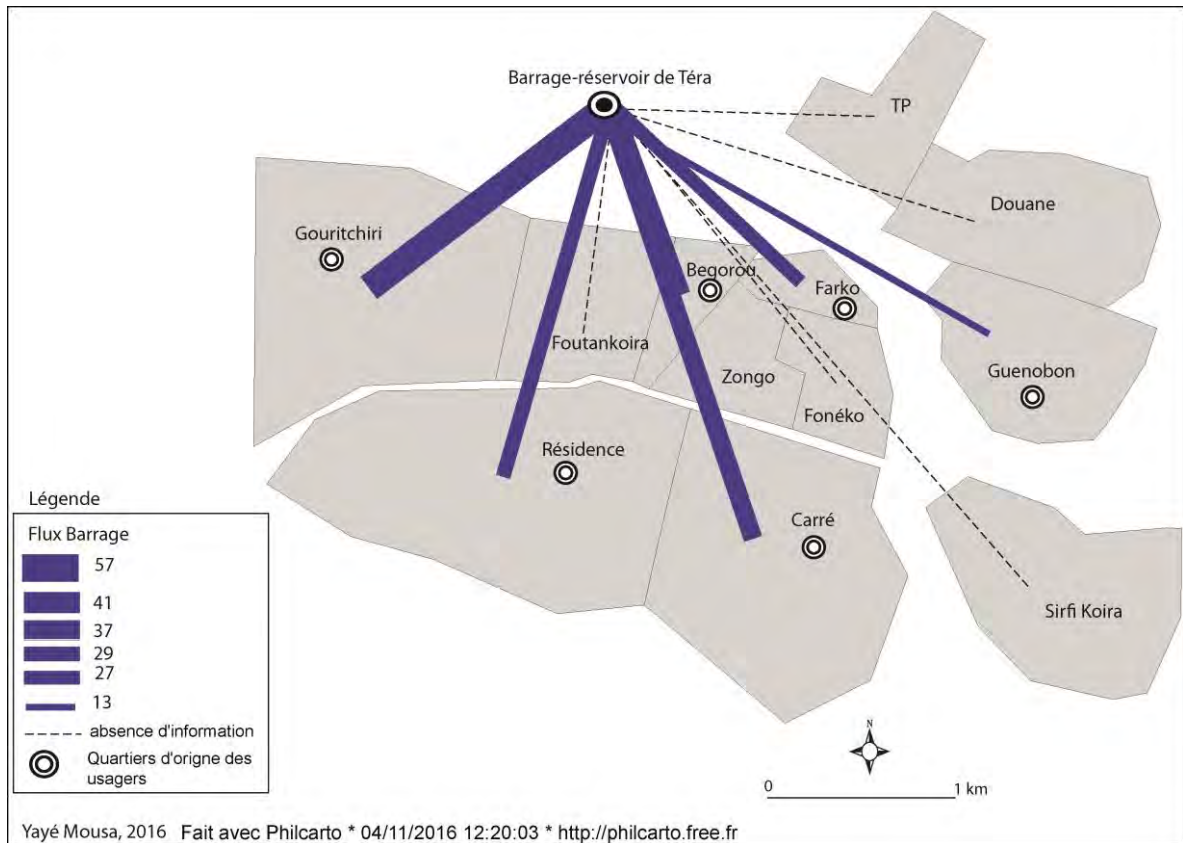 Barrage-réservoir de Téra
TP
Douane
Gouritchiri
Begorou
Farko
Foutankoira
Zongo
Guenobon
Fonéko
Résidence
Carré
Sirfi Koira
Légende
Flux Barrage
57
41
37
29
27
13
absence d'information
Quartiers d'origne des
usagers
N
0 1 km
Yayé Mousa, 2016 Fait avec Philcarto * 04/11/2016 12:20:03 * http://philcarto.free.fr